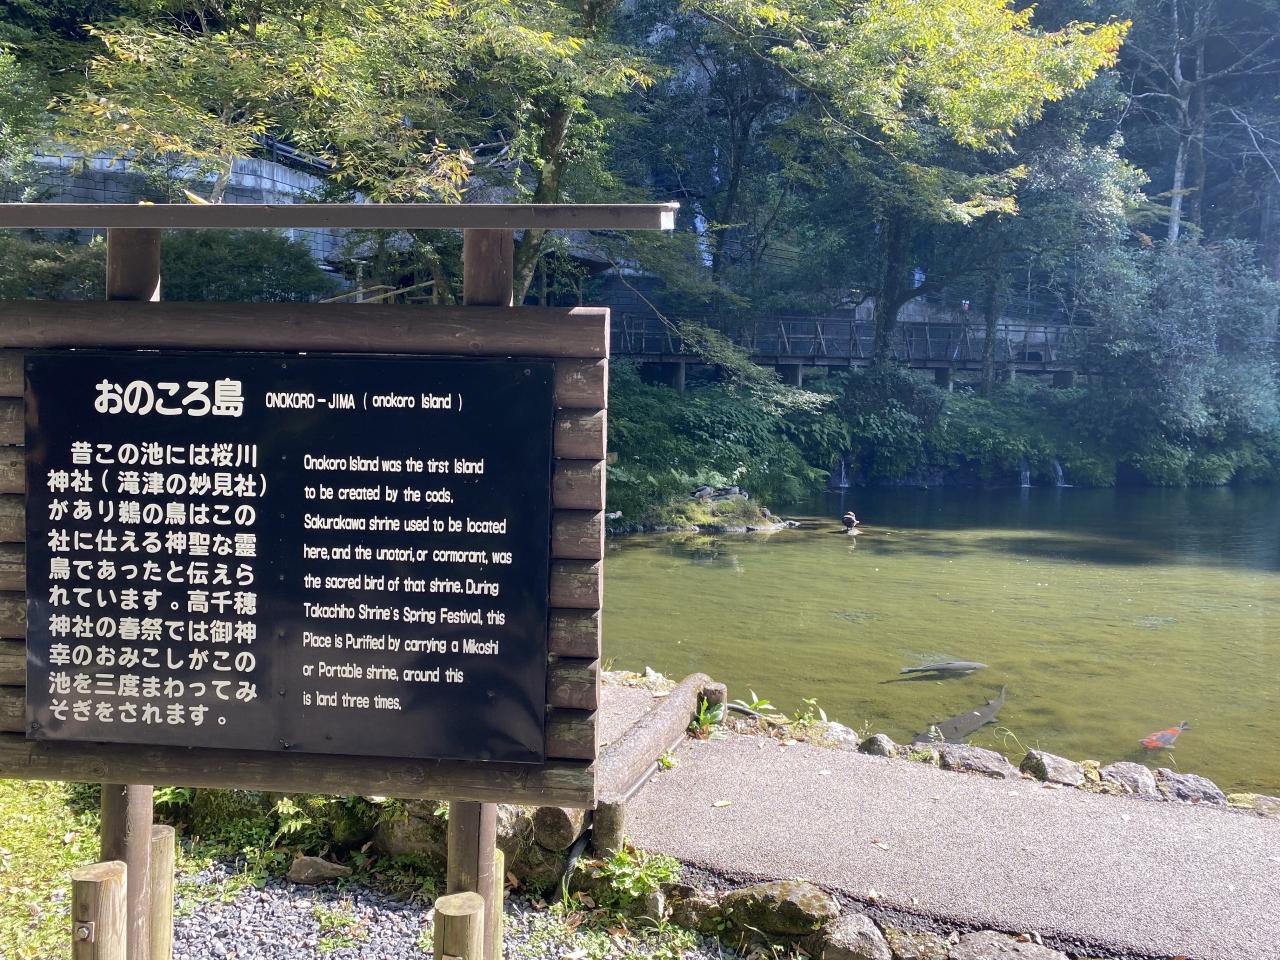 おのころ島 ONOKORO-JIMA ( onokoro Island )
昔この池には桜川
神社(滝津の妙見社)
があり鵜の鳥はこの
社に仕える神聖な霊
鳥であったと伝えら
れています。高千穂
神社の春祭では御神
幸のおみこしがこの
池を三度まわってみ
そぎをされます。
Onokoro Island was the tirst Island
to be created by the cods.
Sakurakawa shrine used to be located
here, and the unotori, or cormorant, was
the sacred bird of that shrine. During
Takachiho Shrine's Spring Festival, this
Place is Purified by carrying a Mikoshi
or Portable shrine, around this
is land three times.